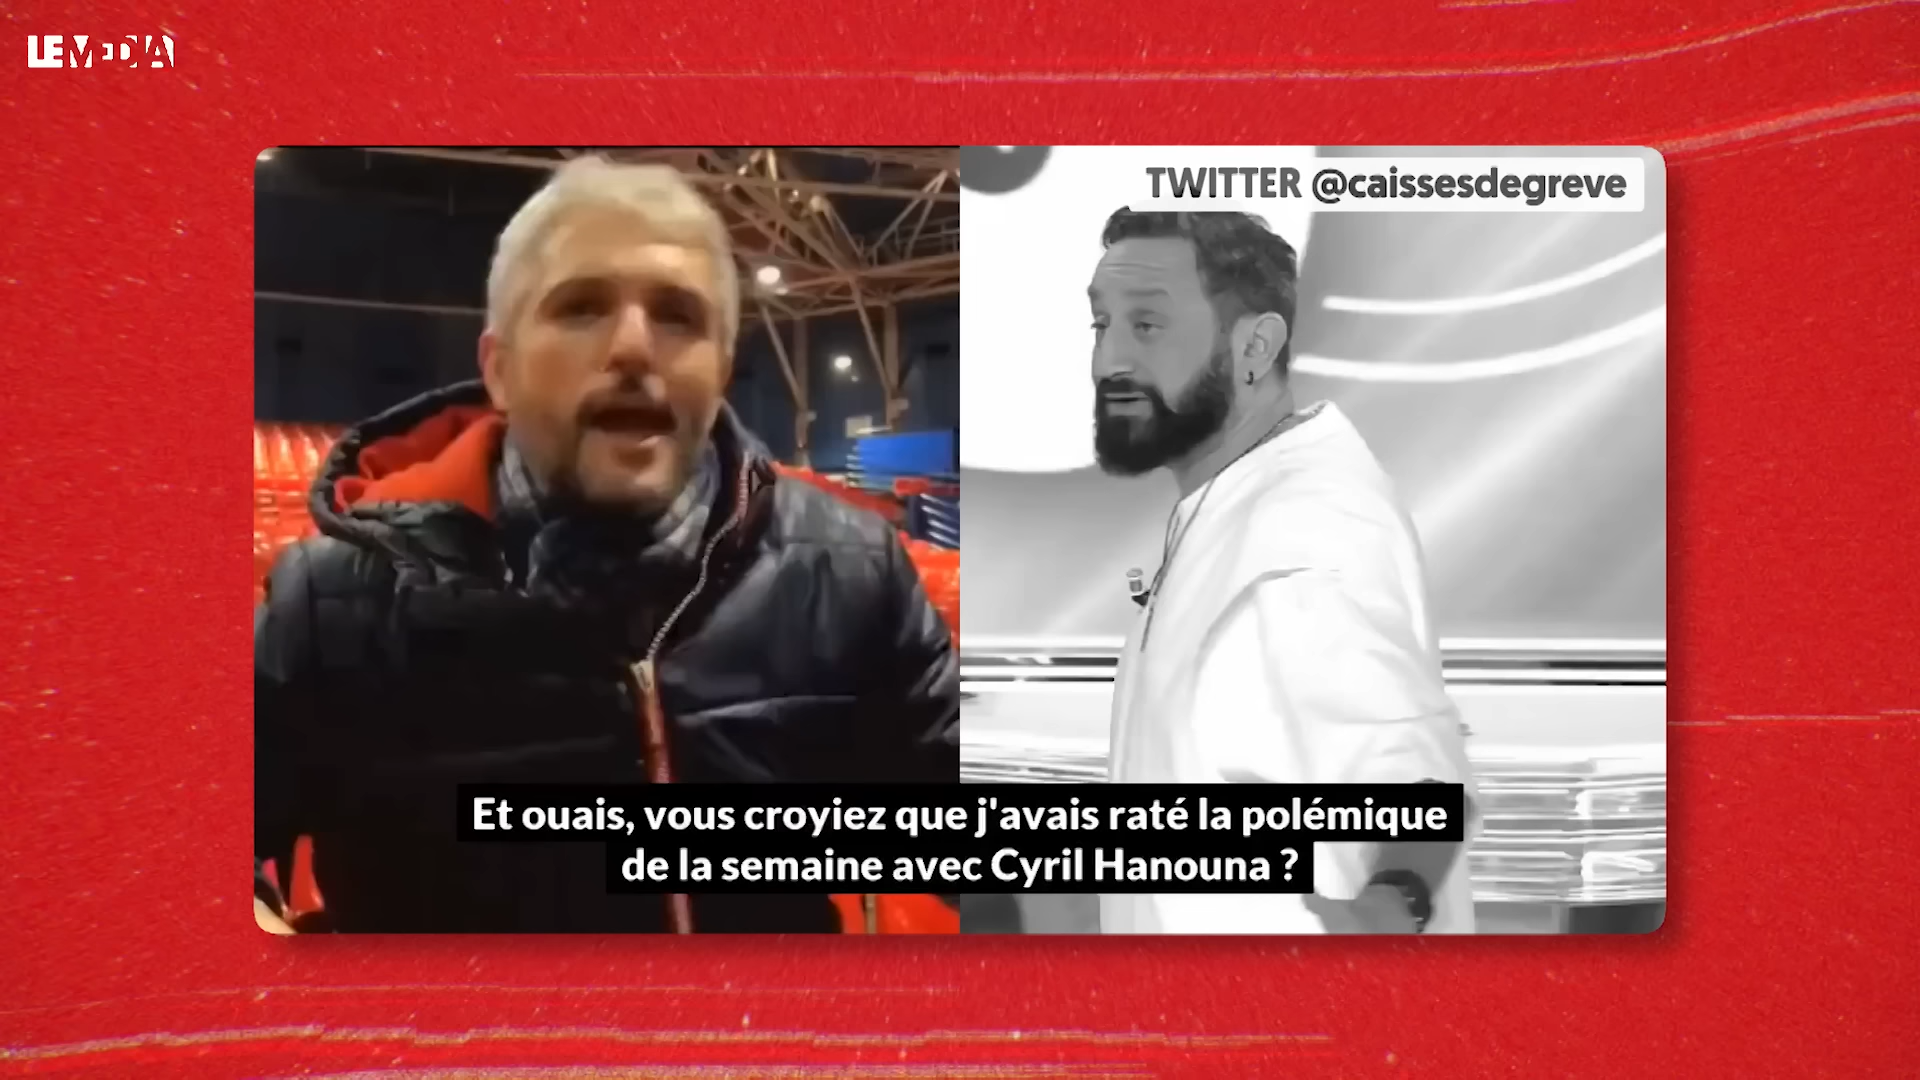 LE MEDIA
TWITTER @caissesdegreve
Et ouais, vous croyiez que j'avais raté la polémique
de la semaine avec Cyril Hanouna ?